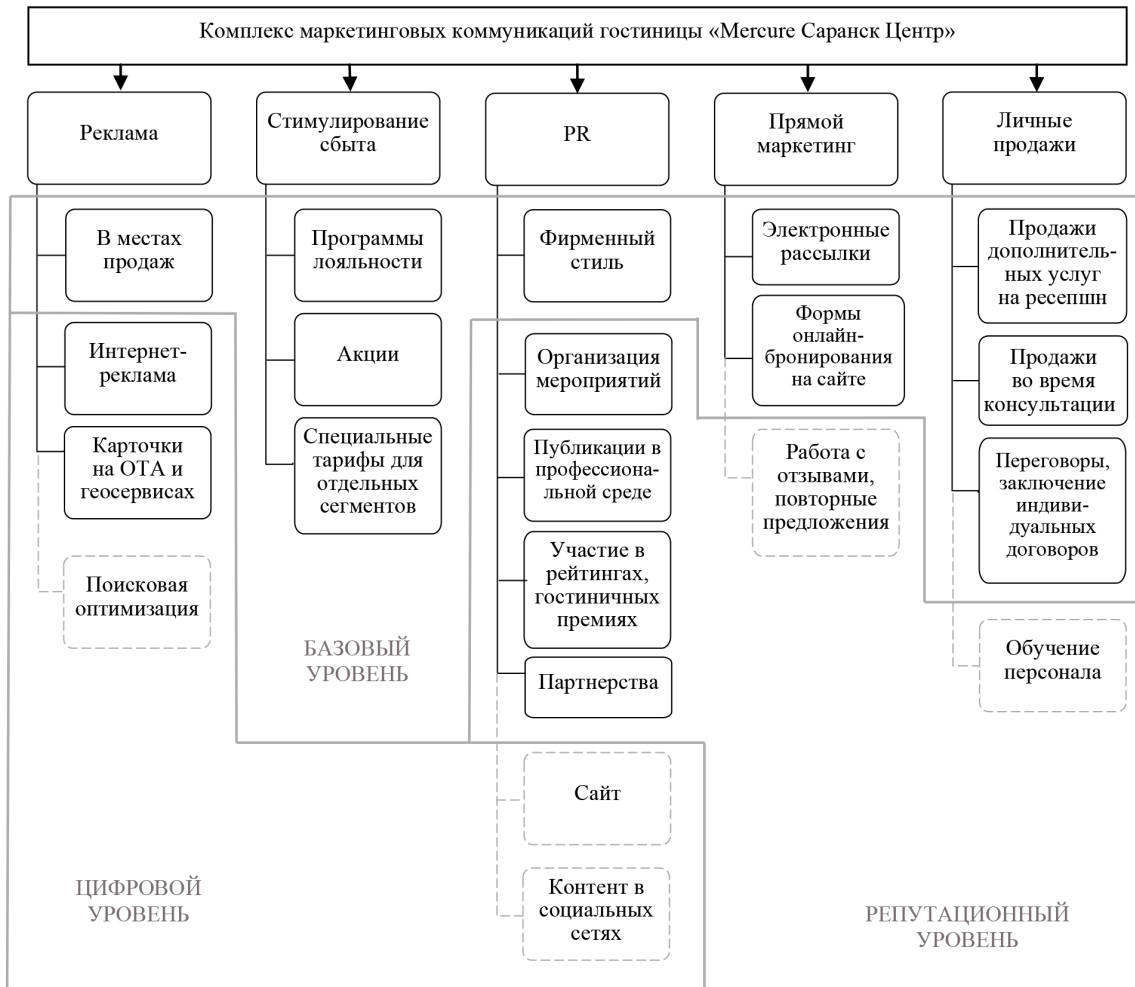 Комплекс маркетинговых коммуникаций гостиницы «Mercure Саранск Центр»
Реклама
Стимулирование
сбыта
PR
Прямой
маркетинг
Личные
продажи
В местах
продаж
Интернет-
реклама
Карточки
на ОТА и
геосервисах
Поисковая
оптимизация
Программы
лояльности
Акции
Специальные
тарифы для
отдельных
сегментов
БАЗОВЫЙ
УРОВЕНЬ
Фирменный
стиль
Организация
мероприятий
Публикации в
профессиона-
льной среде
Участие в
рейтингах,
гостиничных
премиях
Партнерства
Сайт
Контент в
социальных
сетях
Электронные
рассылки
Формы
онлайн-
бронирования
на сайте
Работа с
отзывами,
повторные
предложения
Продажи
дополнитель-
ных услуг
на ресепшн
Продажи
во время
консультации
Переговоры,
заключение
индиви-
дуальных
договоров
Обучение
персонала
ЦИФРОВОЙ
УРОВЕНЬ
РЕПУТАЦИОННЫЙ
УРОВЕНЬ